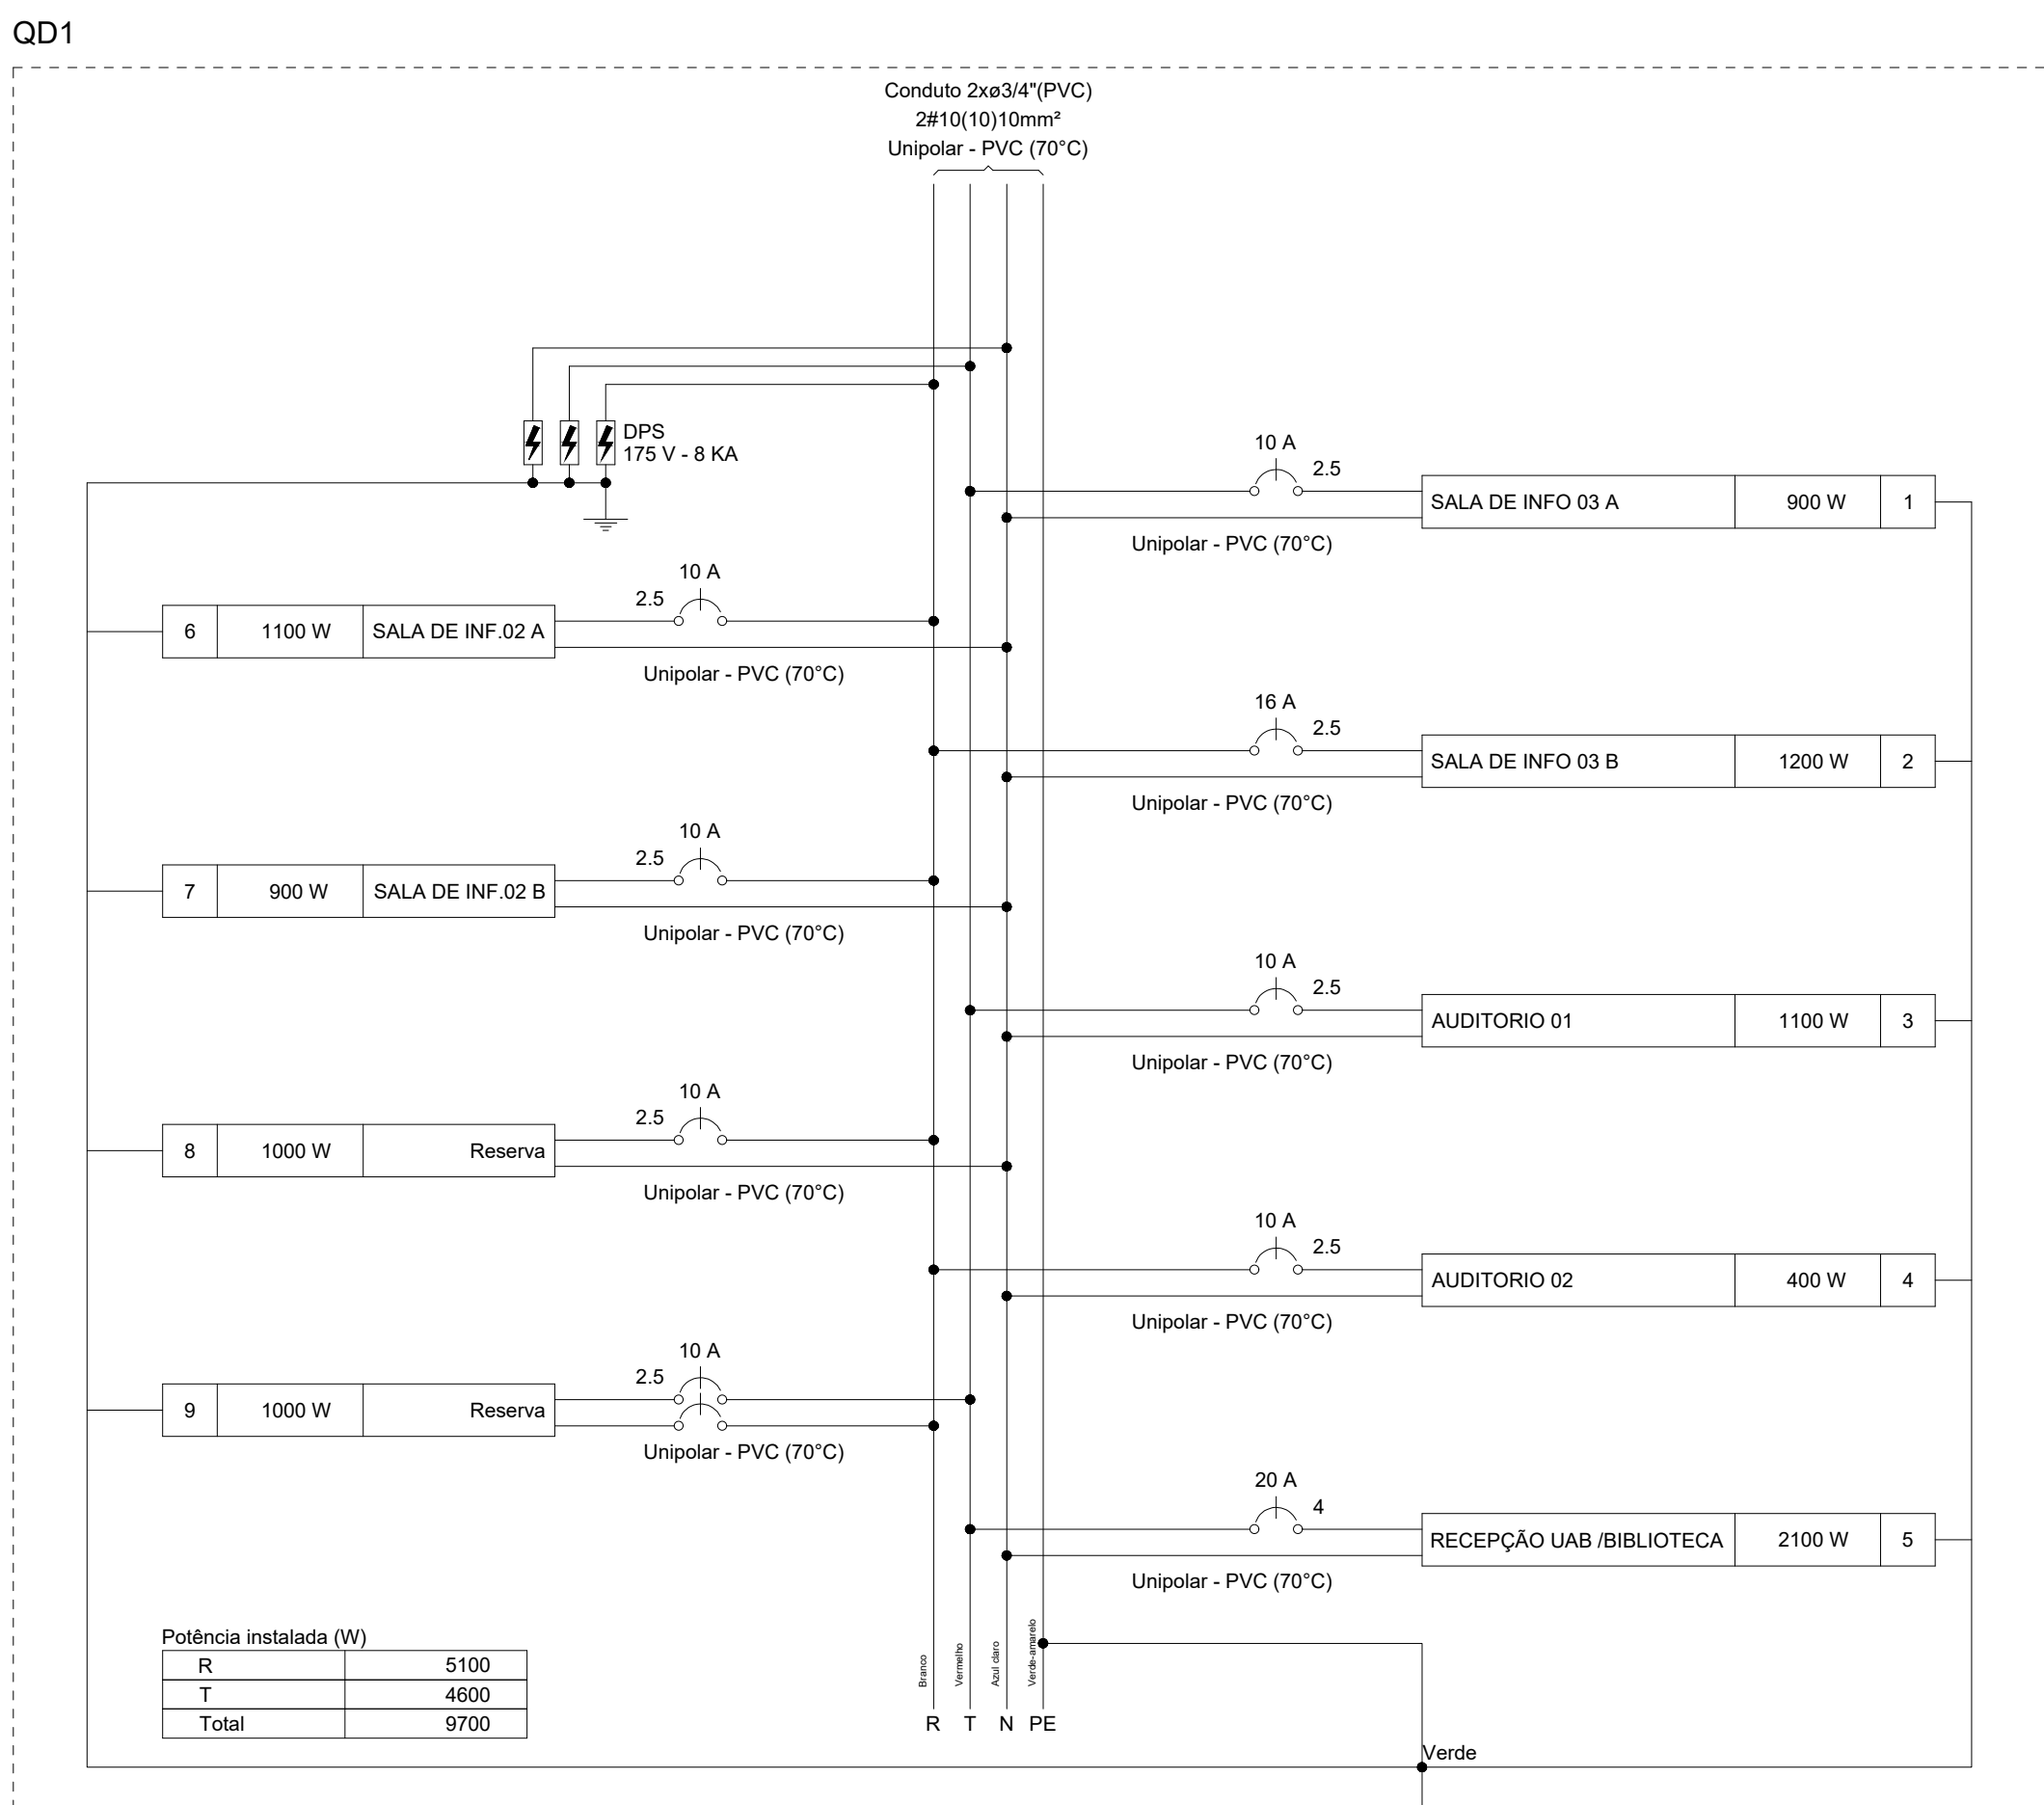 QD1
Conduto 2xø3/4"(PVC)
2#10(10)10mm²
Unipolar - PVC (70°C)
DPS
175 V - 8 KA
10 A
2.5
SALA DE INFO 03 A 900 W 1
Unipolar - PVC (70°C)
10 A
2.5
6 1100 W SALA DE INF.02 A
Unipolar - PVC (70°C)
16 A
2.5
SALA DE INFO 03 B 1200 W 2
Unipolar - PVC (70°C)
10 A
2.5
7 900 W SALA DE INF.02 B
Unipolar - PVC (70°C)
10 A
2.5
AUDITORIO 01 1100 W 3
Unipolar - PVC (70°C)
10 A
2.5
8 1000 W Reserva
Unipolar - PVC (70°C)
10 A
2.5
AUDITORIO 02 400 W 4
Unipolar - PVC (70°C)
10 A
2.5
9 1000 W Reserva
Unipolar - PVC (70°C)
20 A
4
RECEPÇÃO UAB /BIBLIOTECA 2100 W 5
Unipolar - PVC (70°C)
Potência instalada (W)
R 5100
T 4600
Total 9700
Branco
Vermelho
Azul claro
Verde-amarelo
R T N PE
Verde